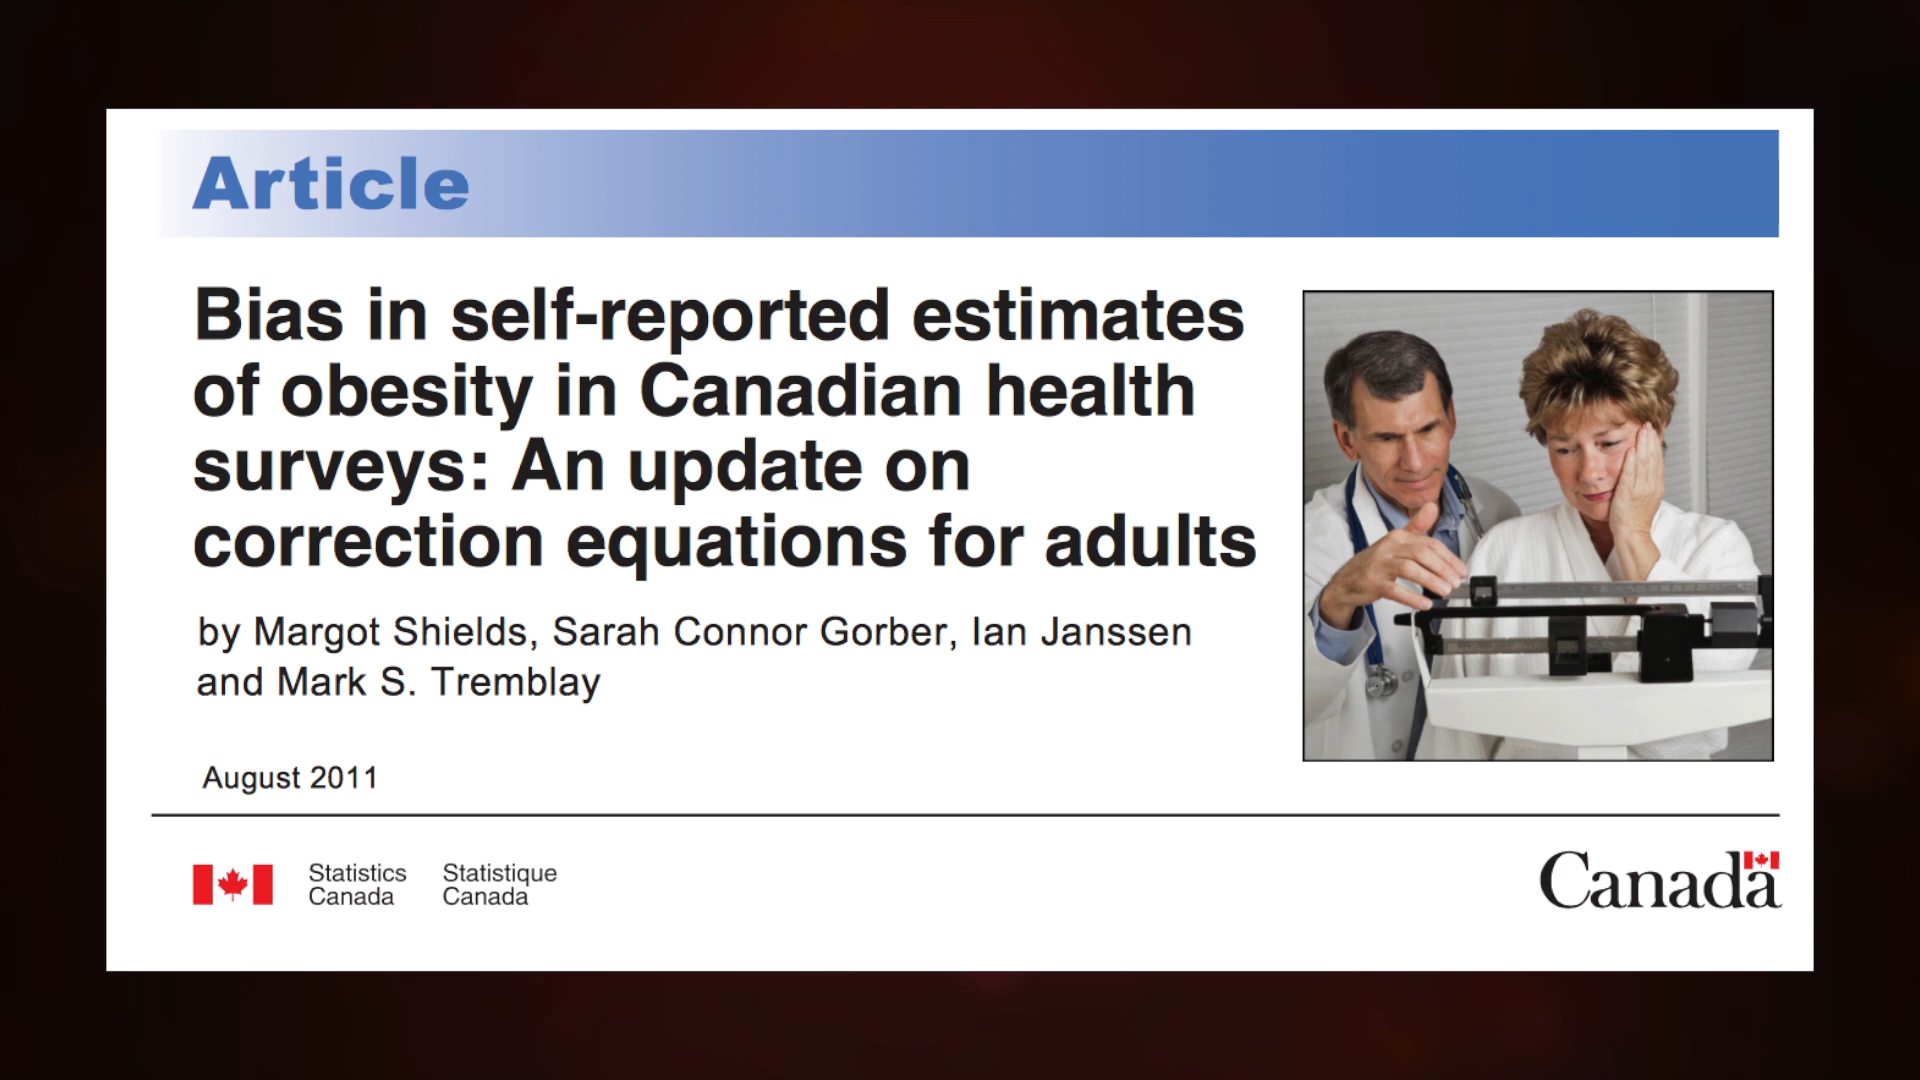 Article
Bias in self-reported estimates
of obesity in Canadian health
surveys: An update on
correction equations for adults
by Margot Shields, Sarah Connor Gorber, Ian Janssen
and Mark S. Tremblay
August 2011
Statistics Canada
Statistique Canada
Canada